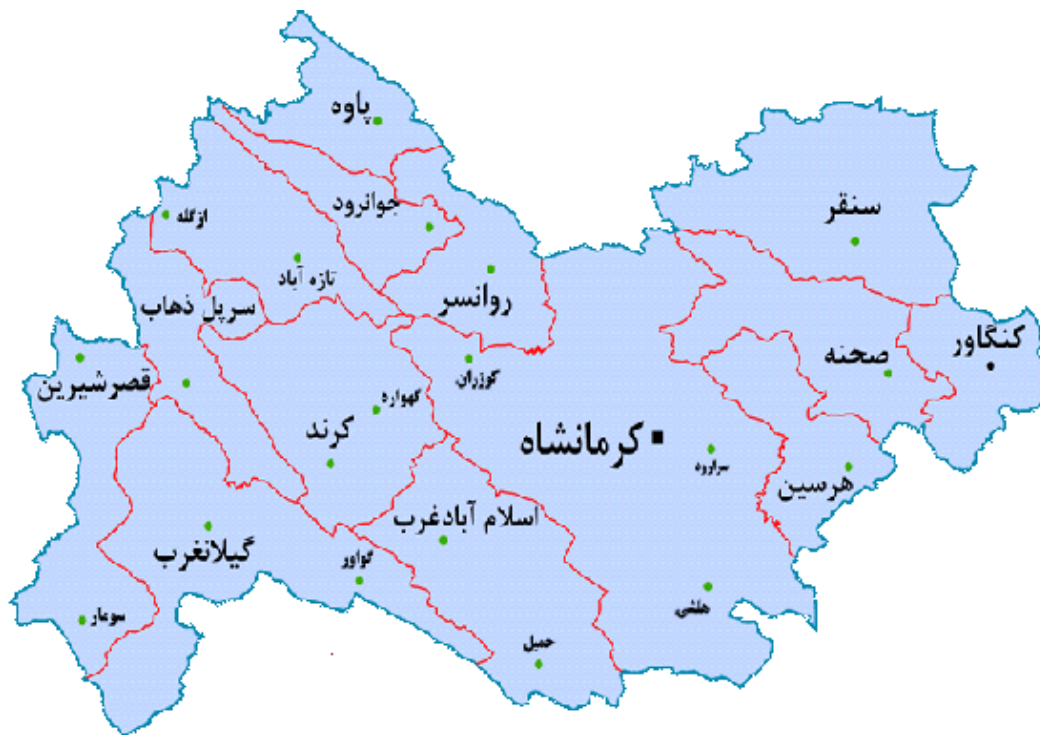 پاوه
سنقر
جوانرود
ازگله
تازه آباد
روانسر
سرپل ذهاب
کنگاور
صحنه
قصرشیرین
کوزران
گهواره
کرند
کرمانشاه
سرارود
هرسین
اسلام آبادغرب
گیلانغرب
گواور
هلشی
سومار
حمیل